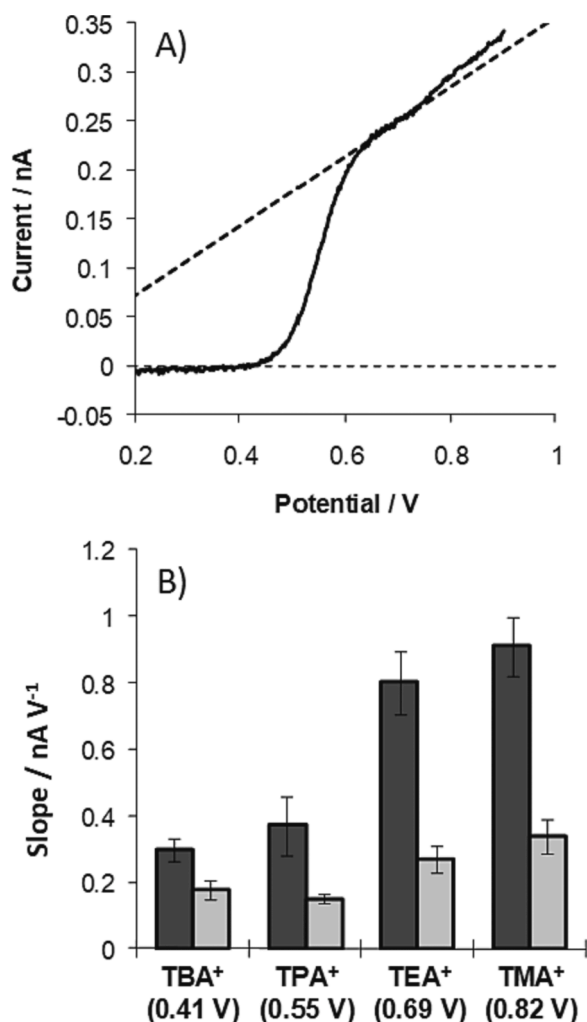 A)
Current / nA
0.35
0.3
0.25
0.2
0.15
0.1
0.05
0
-0.05
0.2 0.4 0.6 0.8 1
Potential / V
B)
Slope / nA V⁻¹
1.2
1
0.8
0.6
0.4
0.2
0
TBA⁺ TPA⁺ TEA⁺ TMA⁺
(0.41 V) (0.55 V) (0.69 V) (0.82 V)